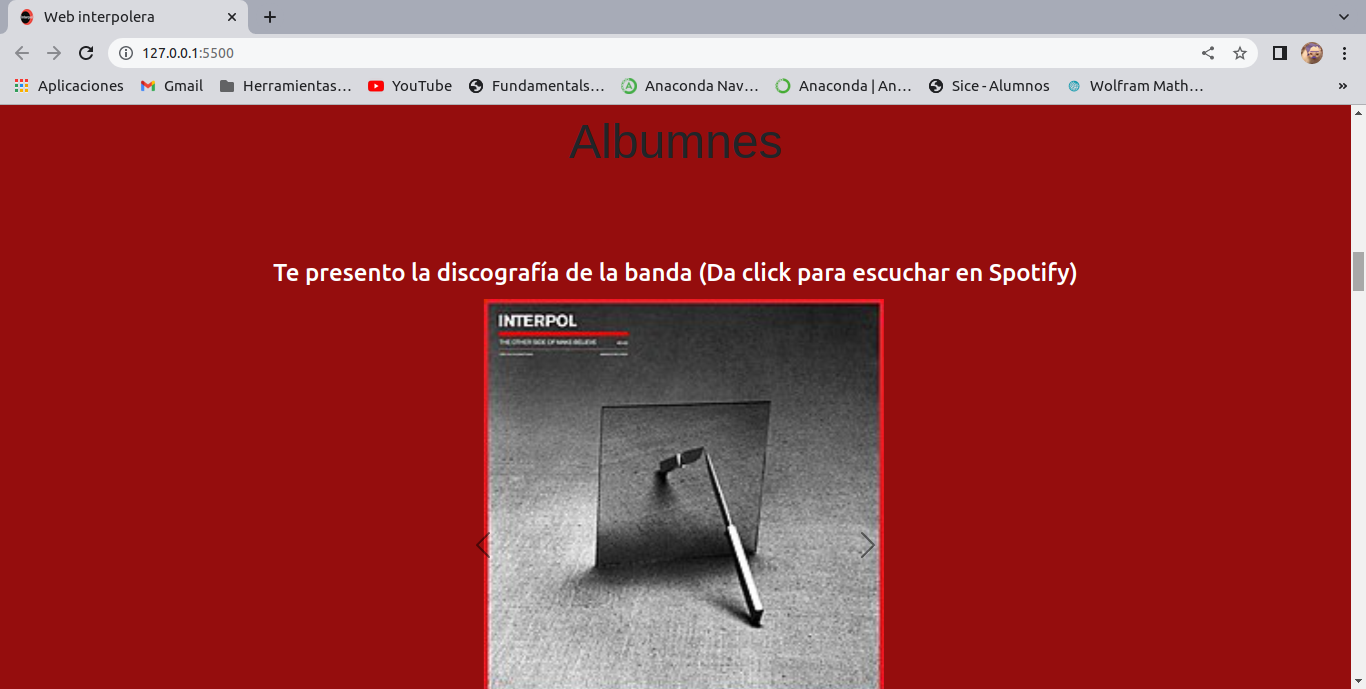 Web interpolera
127.0.0.1:5500
Aplicaciones Gmail Herramientas… YouTube Fundamentals… Anaconda Nav… Anaconda | An… Sice - Alumnos Wolfram Math… »
Albumnes
Te presento la discografía de la banda (Da click para escuchar en Spotify)
INTERPOL
THE OTHER SIDE OF MAKE-BELIEVE